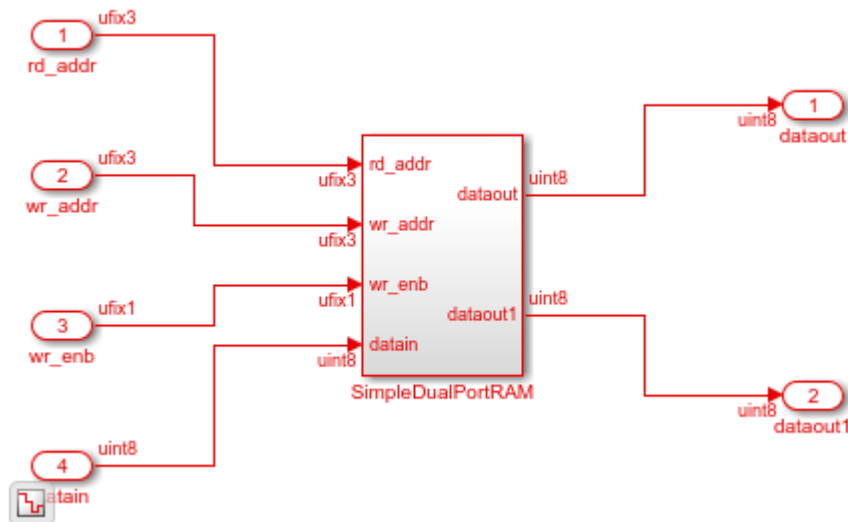 1
ufix3
rd_addr
2
ufix3
wr_addr
3
ufix1
wr_enb
4
uint8
ufix3
rd_addr
ufix3
wr_addr
ufix1
wr_enb
uint8
datain
dataout
uint8
dataout1
uint8
SimpleDualPortRAM
1
uint8
dataout
2
uint8
dataout1